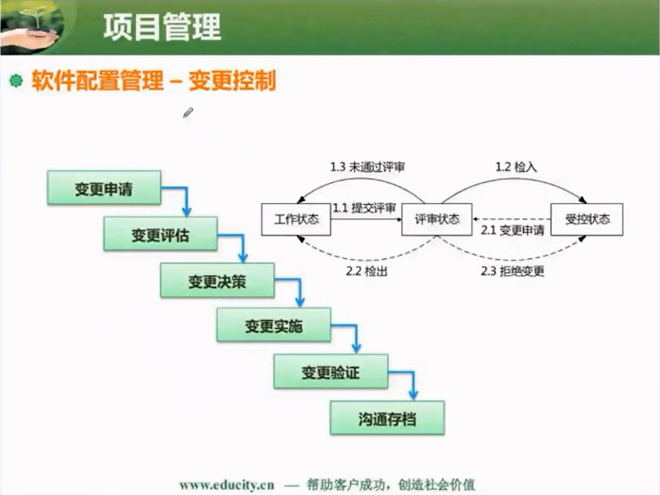 项目管理
软件配置管理 – 变更控制
变更申请
变更评估
变更决策
变更实施
变更验证
沟通存档
1.3 未通过评审
1.2 检入
工作状态
1.1 提交评审
评审状态
2.1 变更申请
受控状态
2.2 检出
2.3 拒绝变更
www.educity.cn — 帮助客户成功，创造社会价值